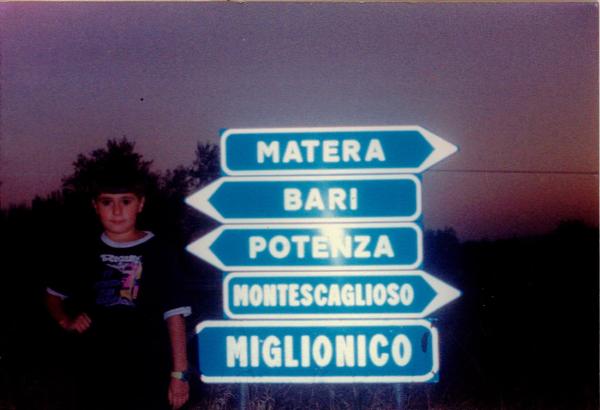 MATERA
BARI
POTENZA
MONTESCAGLIOSO
MIGLIONICO